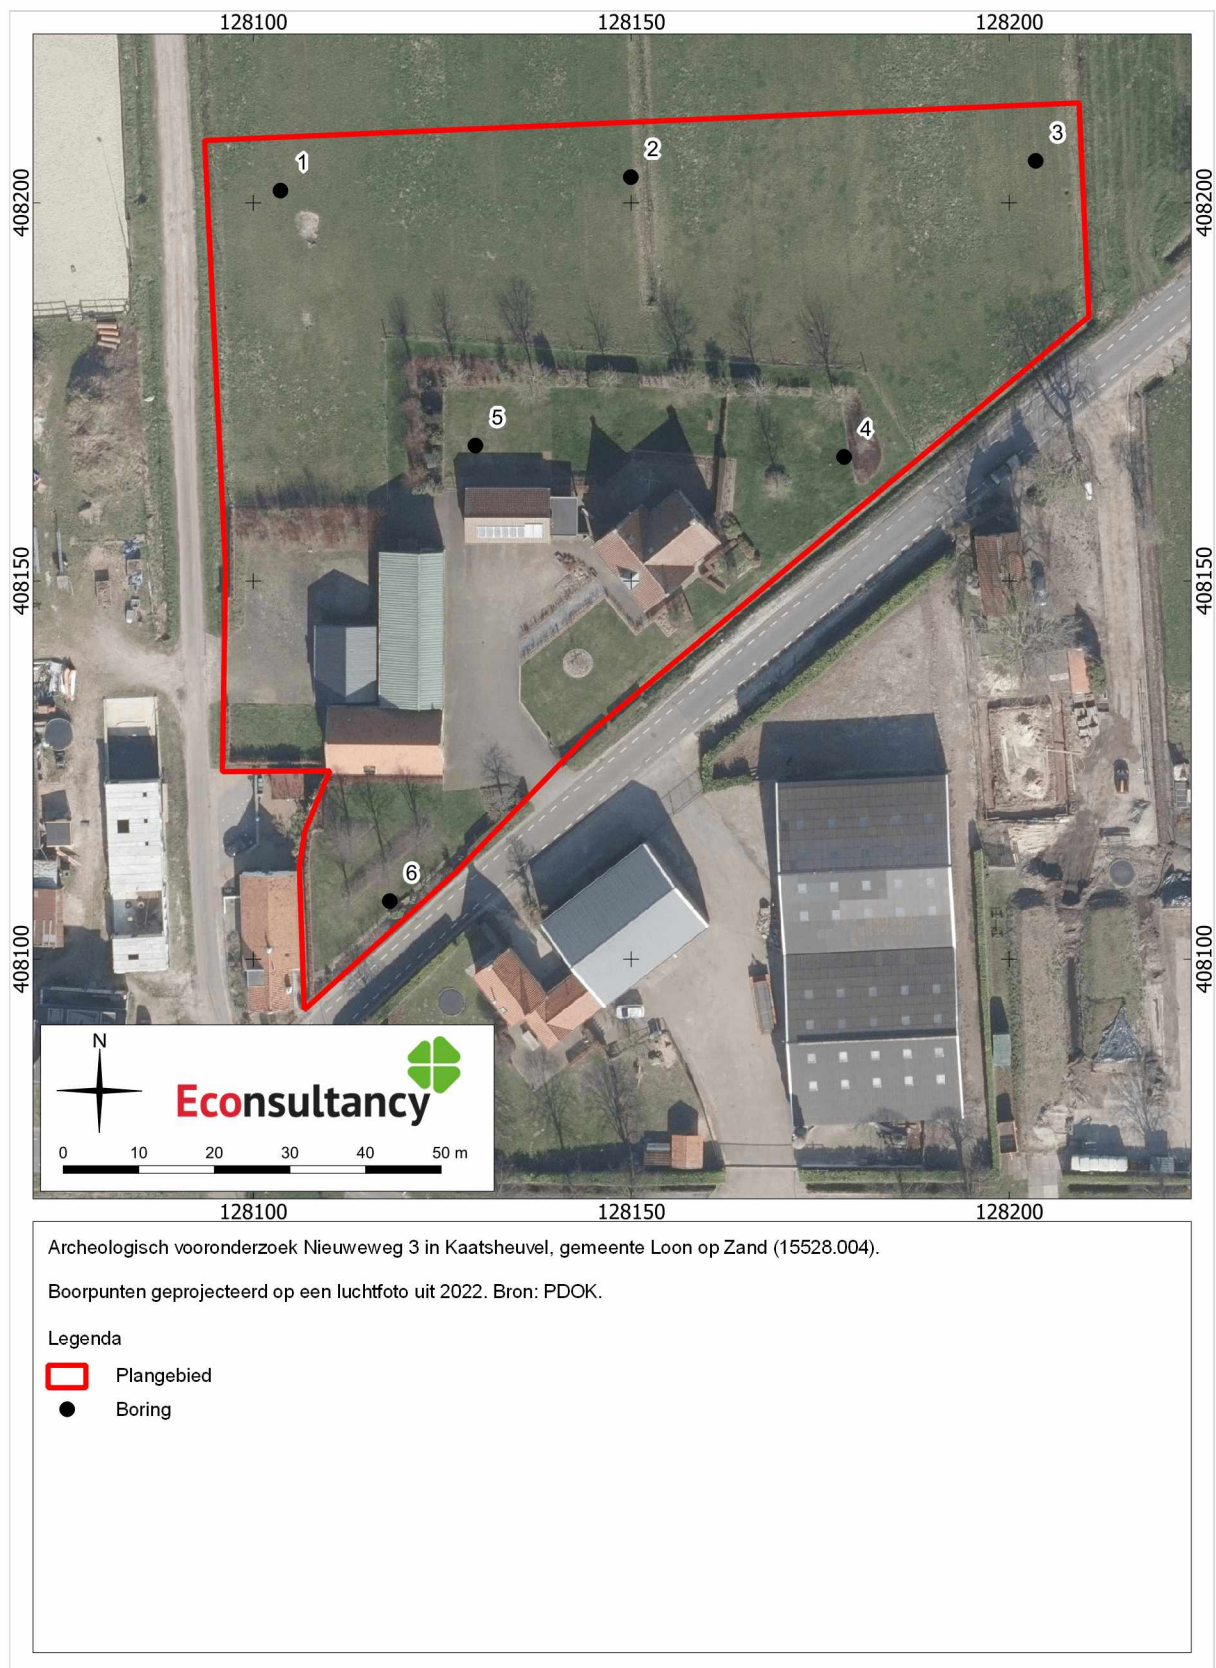 128100 128150 128200
1
2
3
408200
408200
5
4
408150
408150
6
408100
408100
N
Econsultancy
0 10 20 30 40 50 m
128100 128150 128200
Archeologisch vooronderzoek Nieuweweg 3 in Kaatsheuvel, gemeente Loon op Zand (15528.004).
Boorpunten geprojecteerd op een luchtfoto uit 2022. Bron: PDOK.
Legenda
Plangebied
Boring